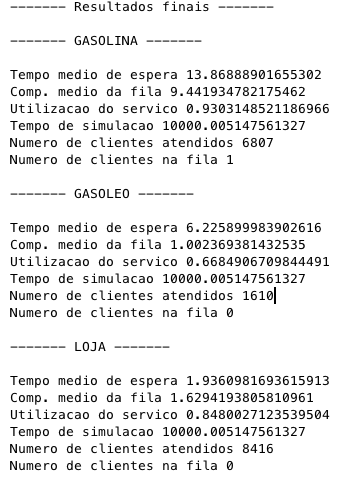 ------- Resultados finais -------
------- GASOLINA -------
Tempo medio de espera 13.86888901655302
Comp. medio da fila 9.441934782175462
Utilizacao do servico 0.9303148521186966
Tempo de simulacao 10000.005147561327
Numero de clientes atendidos 6807
Numero de clientes na fila 1
------- GASOLEO -------
Tempo medio de espera 6.225899983902616
Comp. medio da fila 1.002369381432535
Utilizacao do servico 0.6684906709844491
Tempo de simulacao 10000.005147561327
Numero de clientes atendidos 1610
Numero de clientes na fila 0
------- LOJA -------
Tempo medio de espera 1.9360981693615913
Comp. medio da fila 1.6294193805810961
Utilizacao do servico 0.8480027123539504
Tempo de simulacao 10000.005147561327
Numero de clientes atendidos 8416
Numero de clientes na fila 0